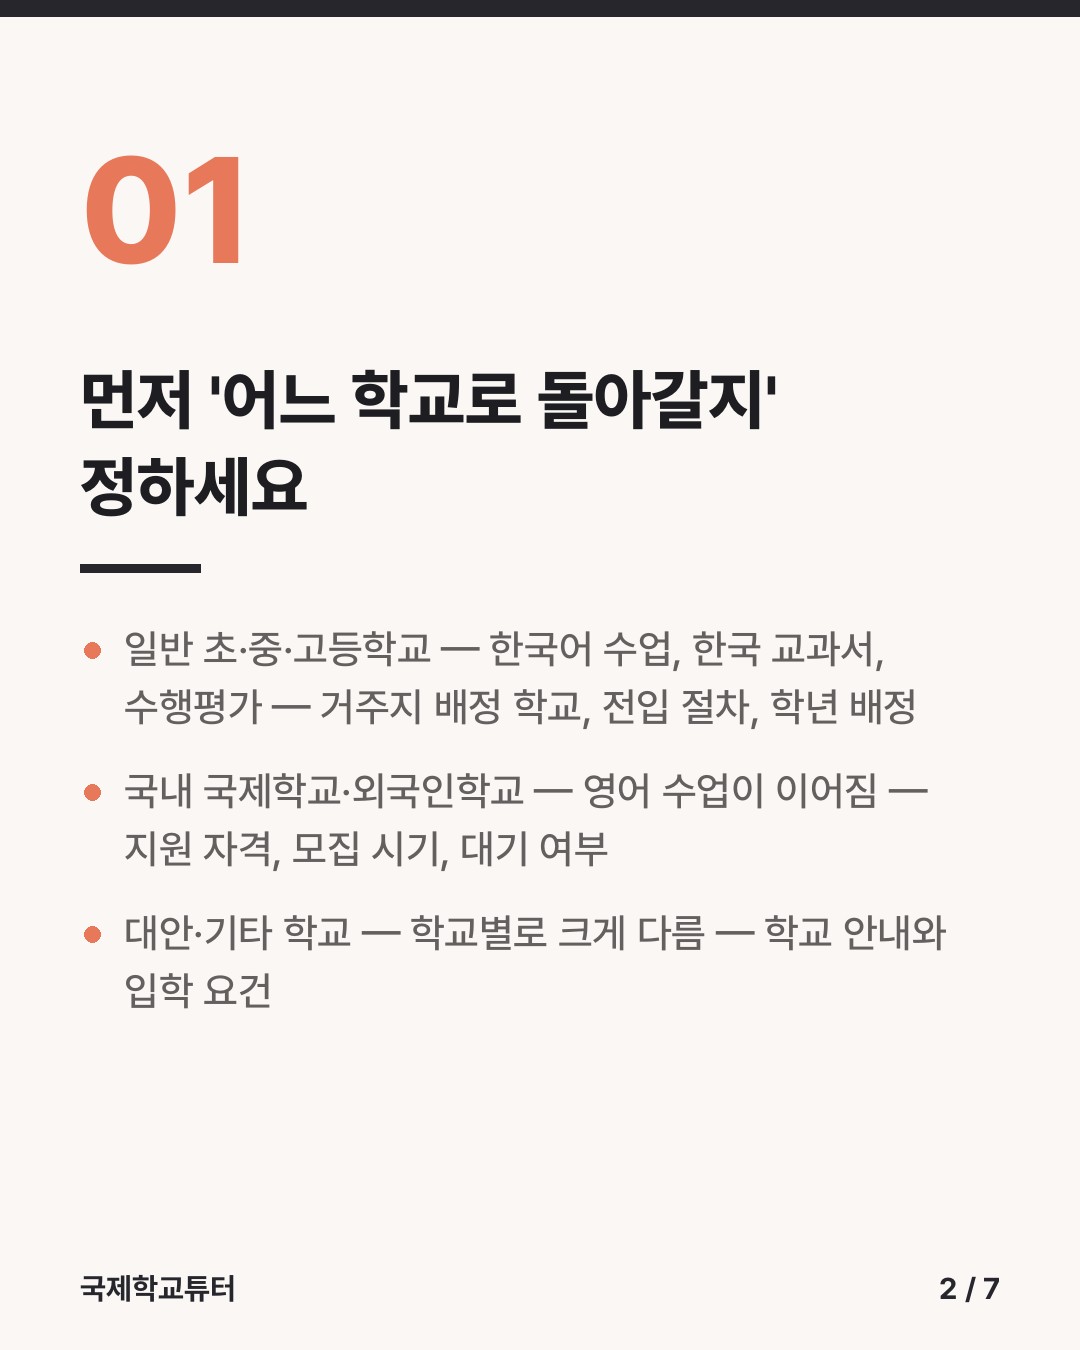 01
먼저 '어느 학교로 돌아갈지'
정하세요
일반 초·중·고등학교 — 한국어 수업, 한국 교과서,
수행평가 — 거주지 배정 학교, 전입 절차, 학년 배정
국내 국제학교·외국인학교 — 영어 수업이 이어짐 —
지원 자격, 모집 시기, 대기 여부
대안·기타 학교 — 학교별로 크게 다름 — 학교 안내와
입학 요건
국제학교튜터
2 / 7